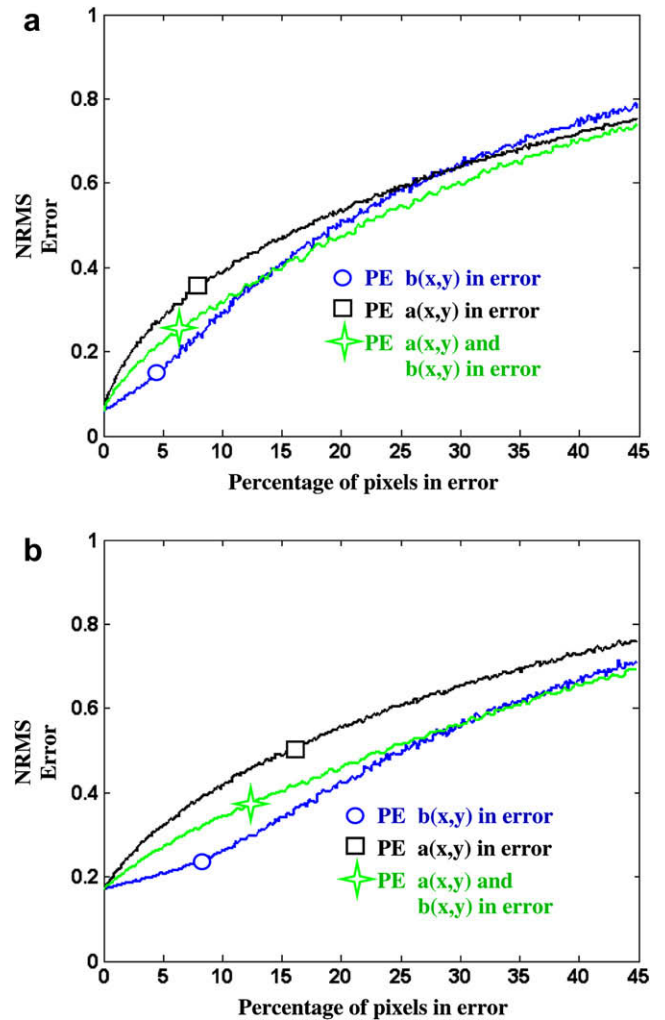 a
1
0.8
0.6
0.4
0.2
0
NRMS
Error
PE b(x,y) in error
PE a(x,y) in error
PE a(x,y) and
b(x,y) in error
0 5 10 15 20 25 30 35 40 45
Percentage of pixels in error
b
1
0.8
0.6
0.4
0.2
0
NRMS
Error
PE b(x,y) in error
PE a(x,y) in error
PE a(x,y) and
b(x,y) in error
0 5 10 15 20 25 30 35 40 45
Percentage of pixels in error